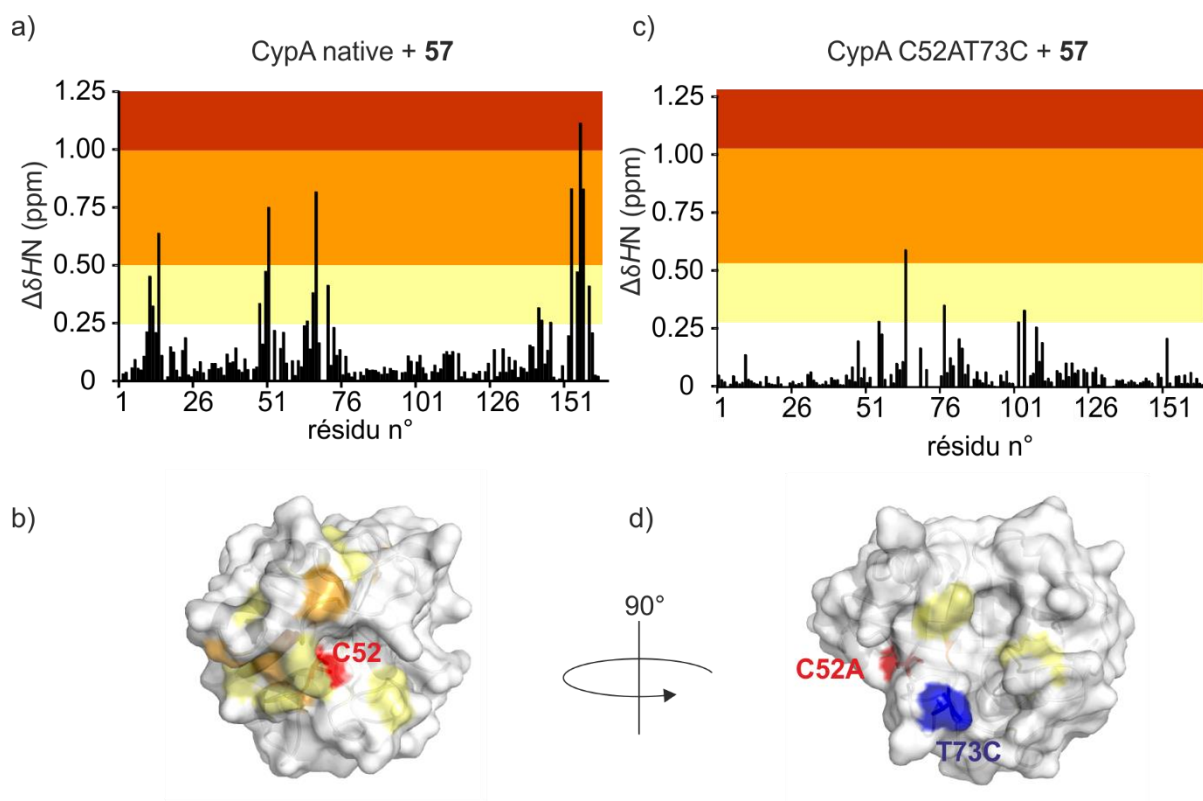 a)
CypA native + 57
ΔδHN (ppm)
1.25
1.00
0.75
0.50
0.25
0
1 26 51 76 101 126 151
résidu n°
c)
CypA C52AT73C + 57
ΔδHN (ppm)
1.25
1.00
0.75
0.50
0.25
0
1 26 51 76 101 126 151
résidu n°
b)
C52
90°
d)
C52A
T73C